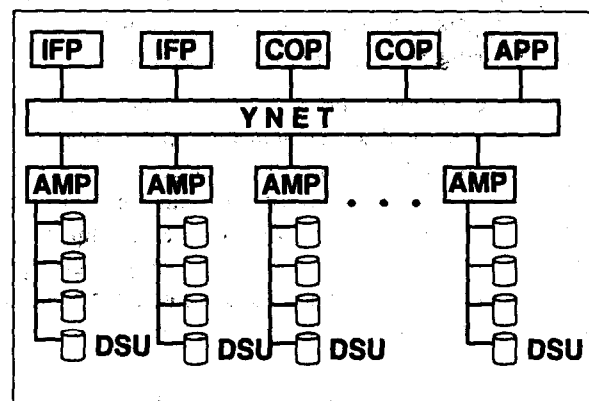 IFP IFP COP COP APP
YNET
AMP AMP AMP . . . AMP
DSU DSU DSU DSU